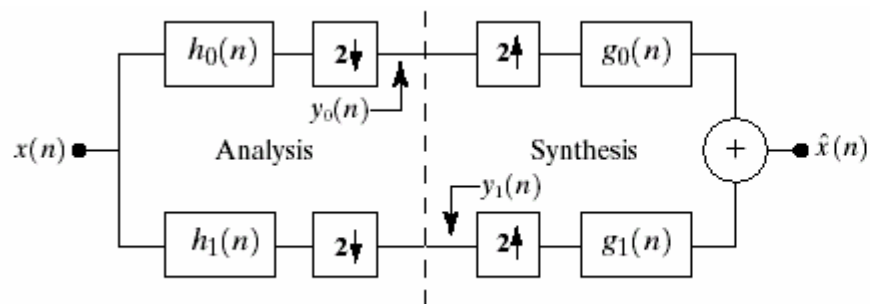 h₀(n) 2↓ 2↑ g₀(n)
y₀(n)
x(n) Analysis Synthesis + x̂(n)
y₁(n)
h₁(n) 2↓ 2↑ g₁(n)